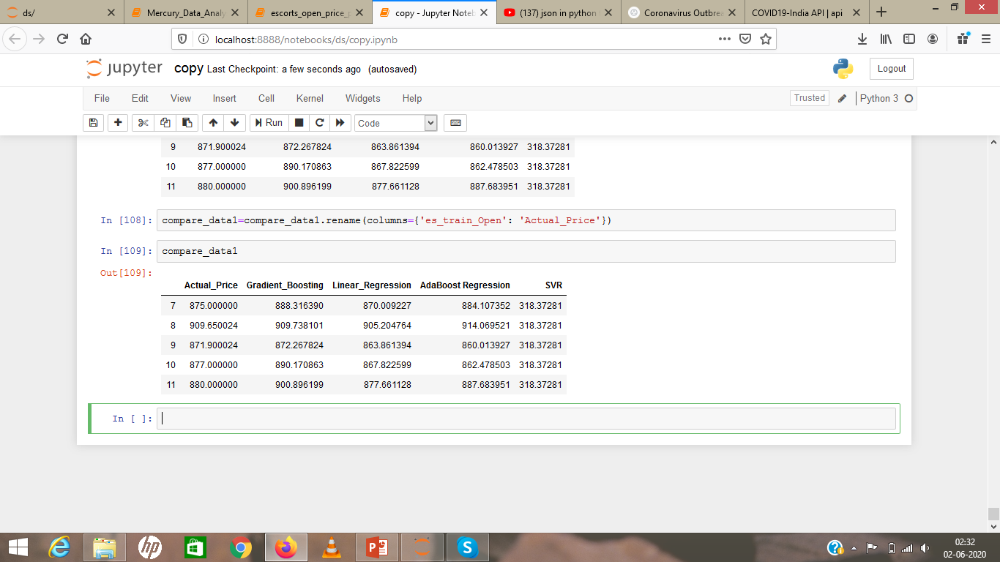 ds/ Mercury_Data_Analy escorts_open_price_p copy - Jupyter Noteb (137) json in python Coronavirus Outbrea COVID19-India API | api
localhost:8888/notebooks/ds/copy.ipynb
jupyter copy Last Checkpoint: a few seconds ago (autosaved) Logout
File Edit View Insert Cell Kernel Widgets Help Trusted Python 3
Run Code
9 871.900024 872.267824 863.861394 860.013927 318.37281
10 877.000000 890.170863 867.822599 862.478503 318.37281
11 880.000000 900.896199 877.661128 887.683951 318.37281
In [108]: compare_data1=compare_data1.rename(columns={'es_train_Open': 'Actual_Price'})
In [109]: compare_data1
Out[109]:
Actual_Price Gradient_Boosting Linear_Regression AdaBoost Regression SVR
7 875.000000 888.316390 870.009227 884.107352 318.37281
8 909.650024 909.738101 905.204764 914.069521 318.37281
9 871.900024 872.267824 863.861394 860.013927 318.37281
10 877.000000 890.170863 867.822599 862.478503 318.37281
11 880.000000 900.896199 877.661128 887.683951 318.37281
In [ ]:
02:32
02-06-2020